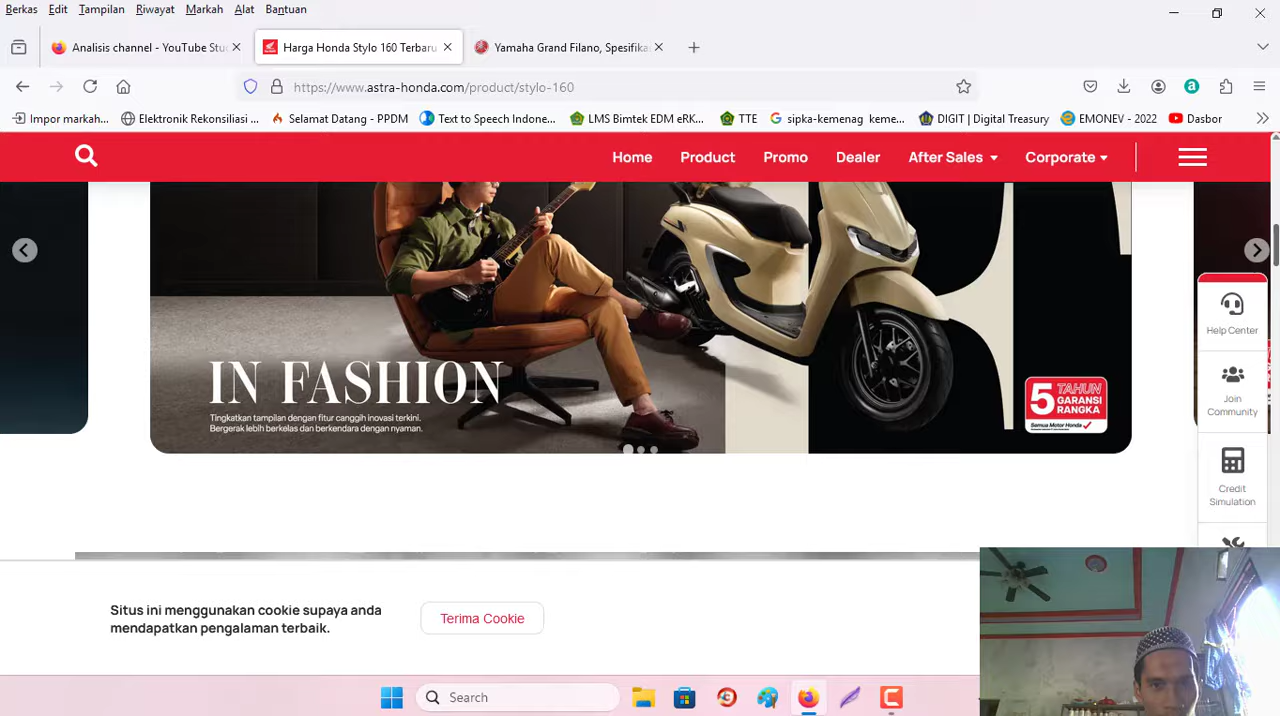 Berkas Edit Tampilan Riwayat Markah Alat Bantuan
Analisis channel - YouTube Stu
Harga Honda Stylo 160 Terbaru
Yamaha Grand Filano, Spesifika
https://www.astra-honda.com/product/stylo-160
Impor markah... Elektronik Rekonsiliasi ... Selamat Datang - PPDM Text to Speech Indone... LMS Bimtek EDM eRK... TTE sipka-kemenag keme... DIGIT | Digital Treasury EMONEV - 2022 Dasbor
Home Product Promo Dealer After Sales Corporate
IN FASHION
Tingkatkan tampilan dengan fitur canggih inovasi terkini.
Bergerak lebih berkelas dan berkendara dengan nyaman.
5 TAHUN
GARANSI
RANGKA
Semua Motor Honda
Help Center
Join
Community
Credit
Simulation
Situs ini menggunakan cookie supaya anda
mendapatkan pengalaman terbaik.
Terima Cookie
Search